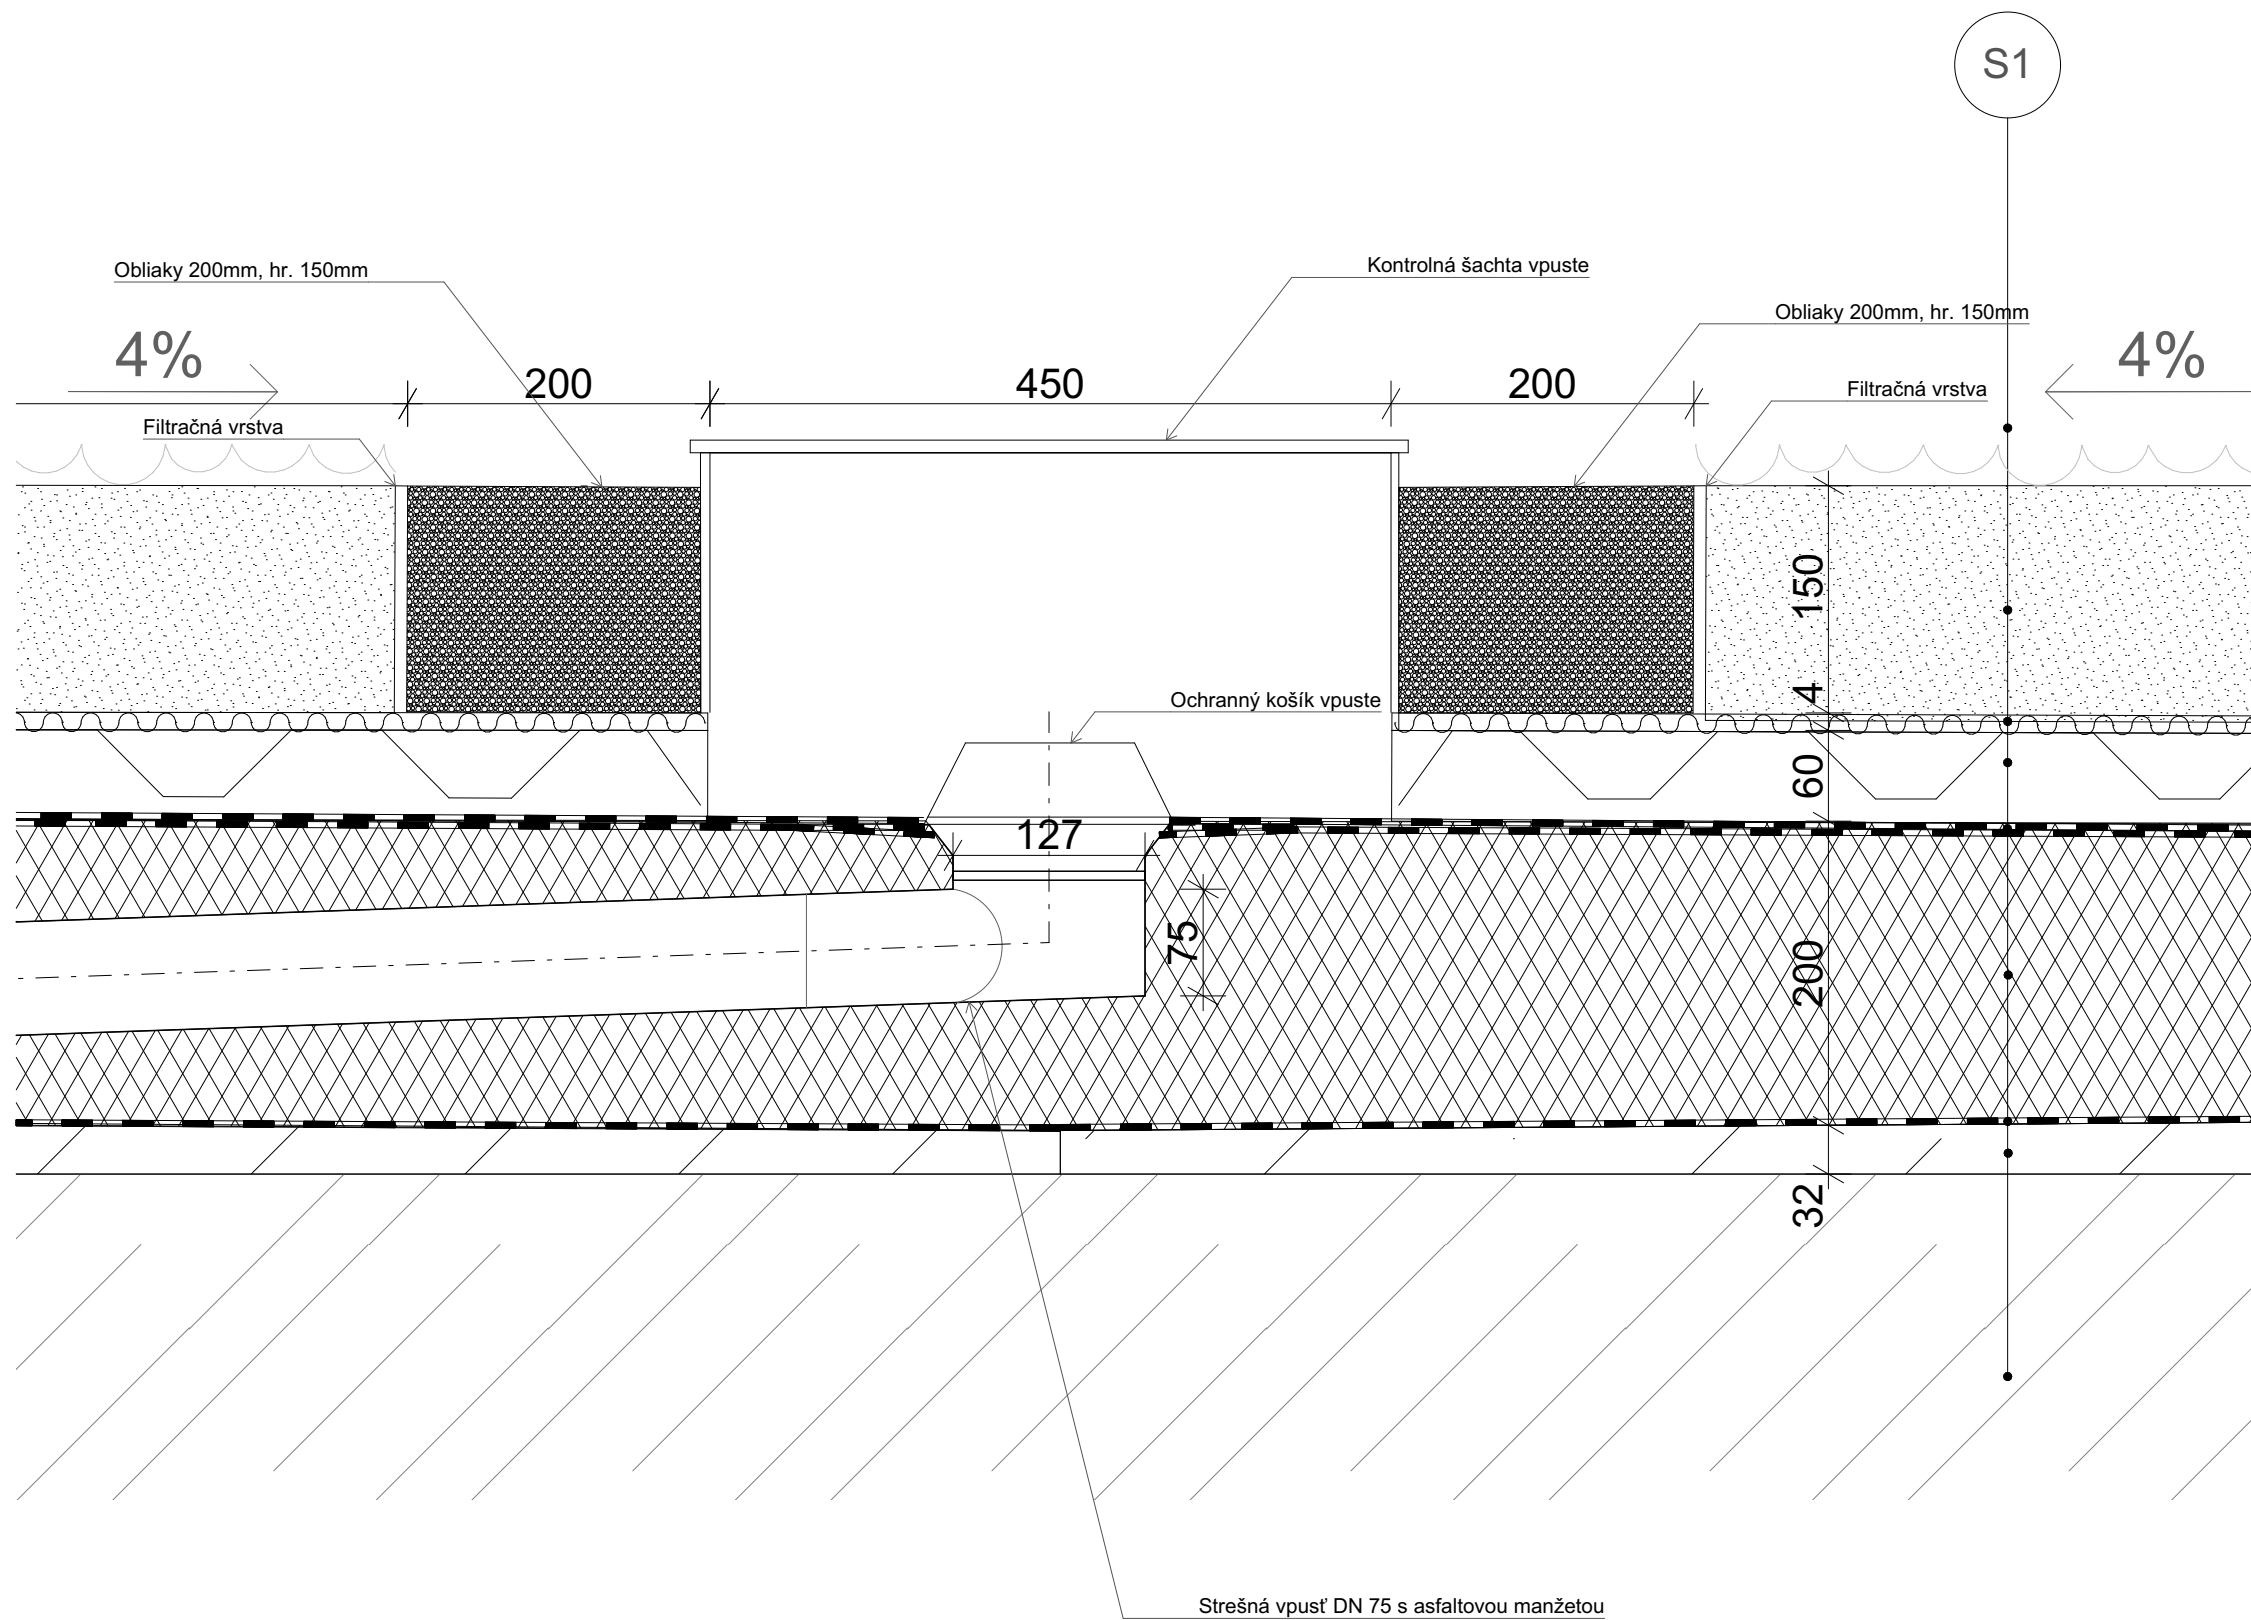 S1
Obliaky 200mm, hr. 150mm
Kontrolná šachta vpuste
Obliaky 200mm, hr. 150mm
4%
200
450
200
4%
Filtračná vrstva
Filtračná vrstva
150
Ochranný košík vpuste
4
60
127
75
200
32
Strešná vpusť DN 75 s asfaltovou manžetou